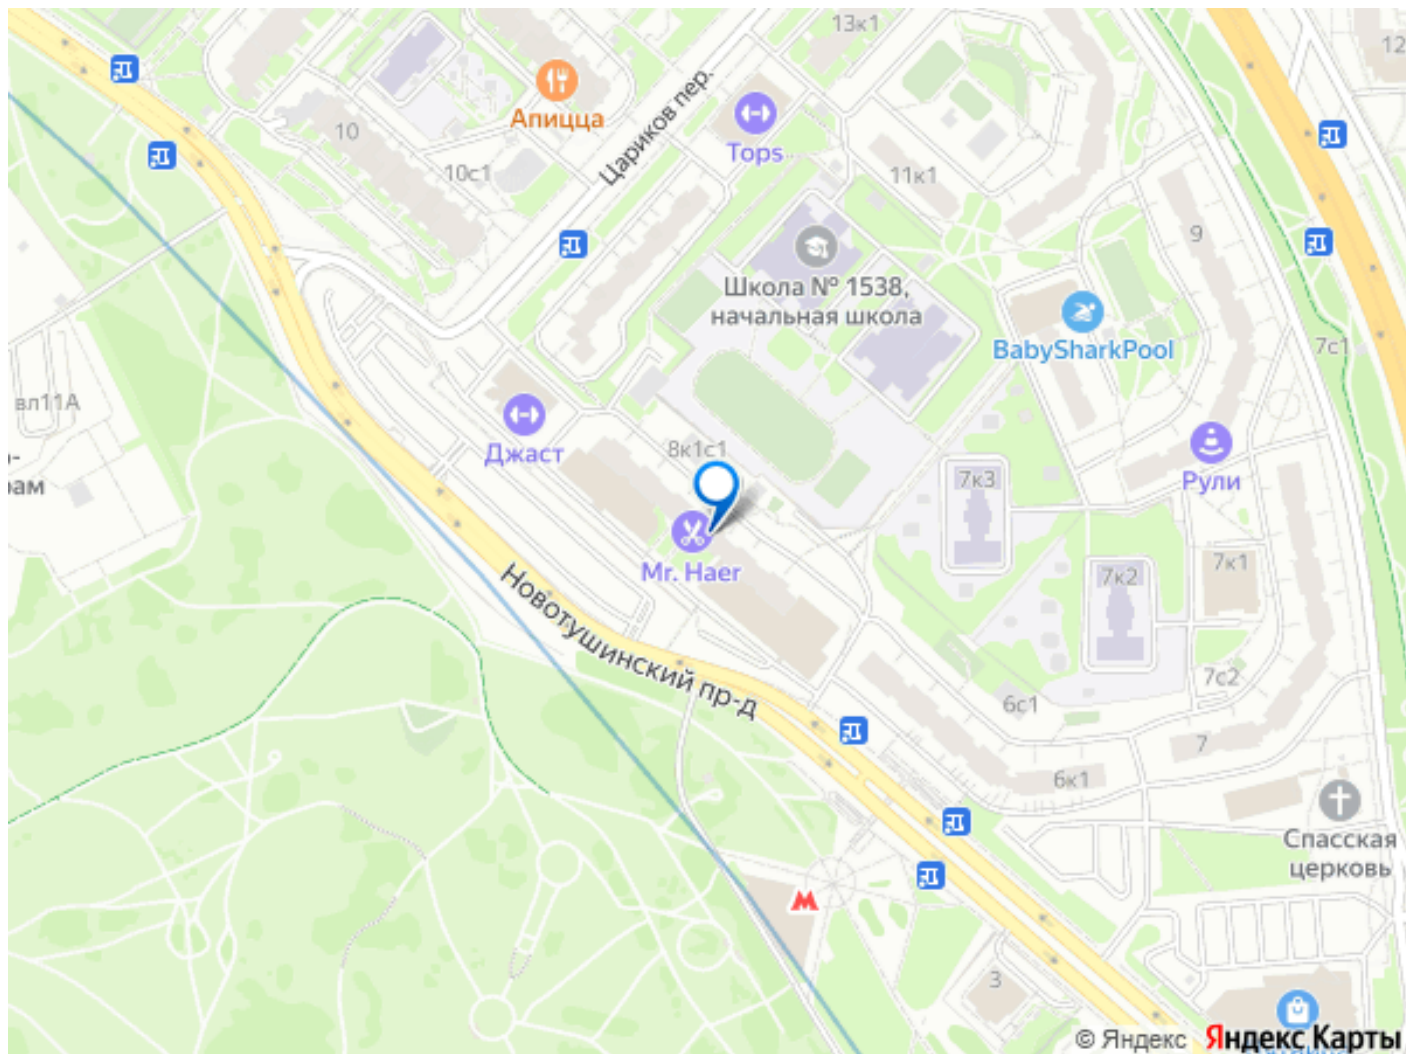 13к1
12
Апицца
10
Цариков пер.
Tops
10с1
11к1
9
Школа № 1538,
начальная школа
BabySharkPool
7с1
вл11А
Джаст
8к1с1
7к3
Рули
рам
Mr. Haer
7к2
7к1
Новотушинский пр-д
7с2
6с1
7
6к1
Спасская
церковь
М
3
© Яндекс Яндекс Карты